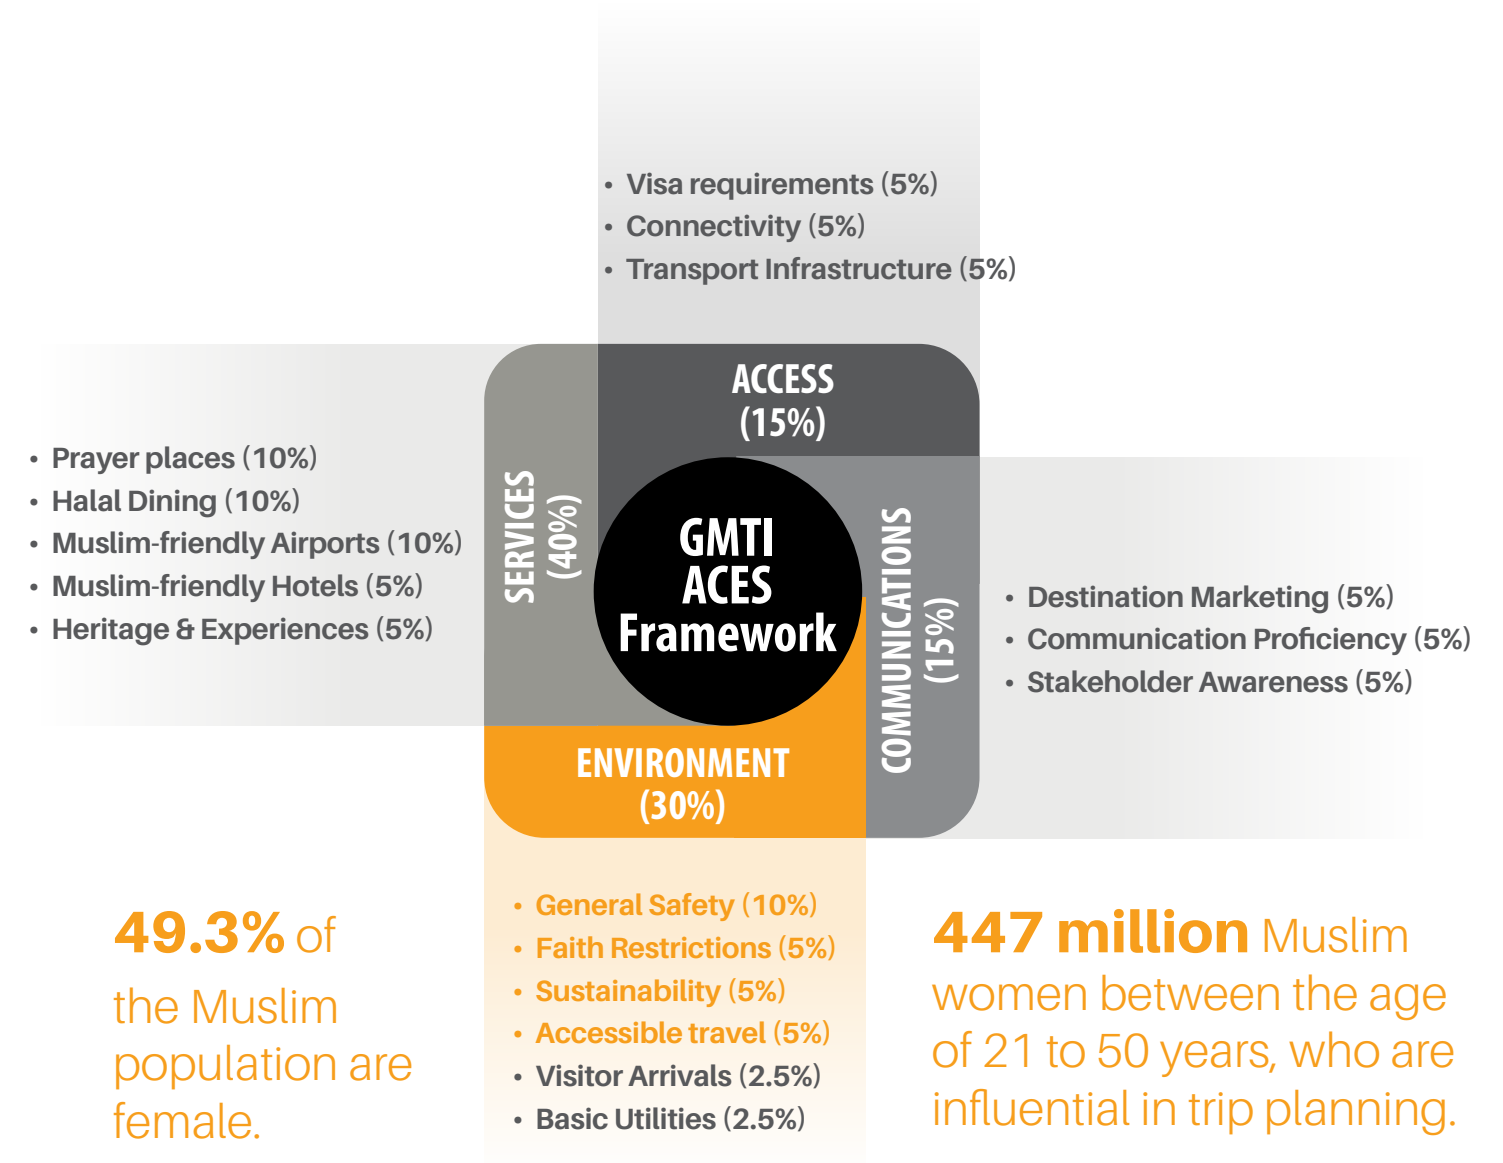 • Visa requirements (5%)
• Connectivity (5%)
• Transport Infrastructure (5%)
ACCESS
(15%)
• Prayer places (10%)
• Halal Dining (10%)
• Muslim-friendly Airports (10%)
• Muslim-friendly Hotels (5%)
• Heritage & Experiences (5%)
SERVICES
(40%)
GMTI
ACES
Framework
COMMUNICATIONS
(15%)
• Destination Marketing (5%)
• Communication Proficiency (5%)
• Stakeholder Awareness (5%)
ENVIRONMENT
(30%)
• General Safety (10%)
• Faith Restrictions (5%)
• Sustainability (5%)
• Accessible travel (5%)
• Visitor Arrivals (2.5%)
• Basic Utilities (2.5%)
49.3% of
the Muslim
population are
female.
447 million Muslim
women between the age
of 21 to 50 years, who are
influential in trip planning.